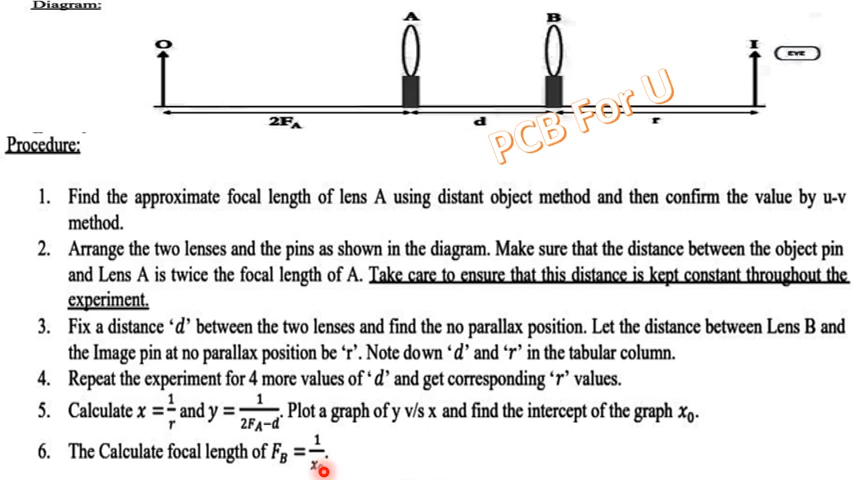 Diagram:
A
B
O
I
EYE
2F_A
d
r
PCB For U
Procedure:
1. Find the approximate focal length of lens A using distant object method and then confirm the value by u-v
method.
2. Arrange the two lenses and the pins as shown in the diagram. Make sure that the distance between the object pin
and Lens A is twice the focal length of A. Take care to ensure that this distance is kept constant throughout the
experiment.
3. Fix a distance ‘d’ between the two lenses and find the no parallax position. Let the distance between Lens B and
the Image pin at no parallax position be ‘r’. Note down ‘d’ and ‘r’ in the tabular column.
4. Repeat the experiment for 4 more values of ‘d’ and get corresponding ‘r’ values.
5. Calculate x = 1/r and y = 1/(2F_A−d). Plot a graph of y v/s x and find the intercept of the graph x₀.
6. The Calculate focal length of F_B = 1/x₀.